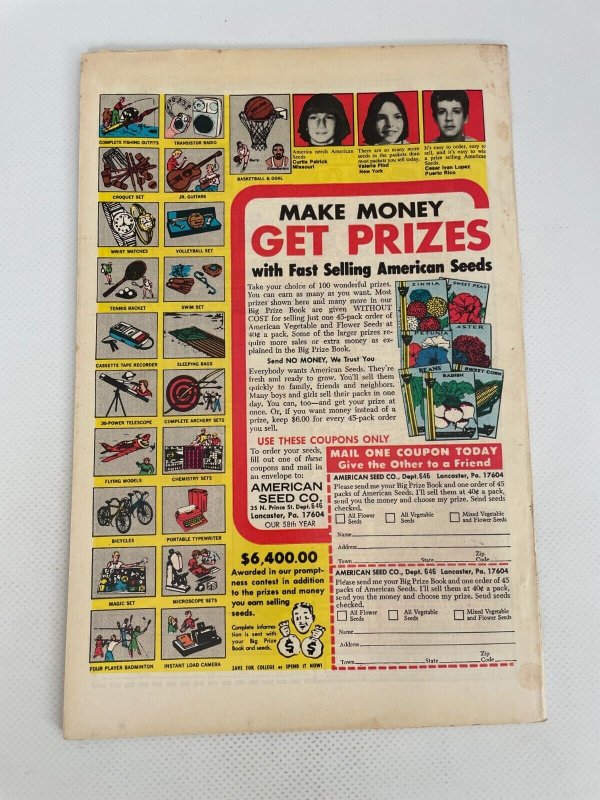 COMPLETE FISHING OUTFITS
TRANSISTOR RADIO
CROQUET SET
JR. GUITARS
WRIST WATCHES
VOLLEYBALL SET
TENNIS RACKET
SWIM SET
CASSETTE TAPE RECORDER
SLEEPING BAGS
30-POWER TELESCOPE
COMPLETE ARCHERY SETS
FLYING MODELS
CHEMISTRY SETS
BICYCLES
PORTABLE TYPEWRITER
MAGIC SET
MICROSCOPE SETS
FOUR PLAYER BADMINTON
INSTANT LOAD CAMERA
BASKETBALL & GOAL
America needs American
Seeds
Curtis Patrick
Missouri
There are so many more
seeds in the packets than
most packets you sell today.
Valerie Flint
New York
It's easy to order, easy to
sell, and it's easy to win
a prize selling American
Seeds.
Cesar Ivan Lopez
Puerto Rico
MAKE MONEY
GET PRIZES
with Fast Selling American Seeds
Take your choice of 100 wonderful prizes.
You can earn as many as you want. Most
prizes shown here and many more in our
Big Prize Book are given WITHOUT
COST for selling just one 45-pack order of
American Vegetable and Flower Seeds at
40¢ a pack. Some of the larger prizes re-
quire more sales or extra money as ex-
plained in the Big Prize Book.
Send NO MONEY, We Trust You
Everybody wants American Seeds. They're
fresh and ready to grow. You'll sell them
quickly to family, friends and neighbors.
Many boys and girls sell their packs in one
day. You, can, too—and get your prize at
once. Or, if you want money instead of a
prize, keep $6.00 for every 45-pack order
you sell.
ZINNIA
SWEET PEAS
PETUNIA
ASTER
BEANS
RADISH
SWEET CORN
USE THESE COUPONS ONLY
To order your seeds,
fill out one of these
coupons and mail in
an envelope to:
AMERICAN
SEED CO.
35 N. Prince St. Dept. 646
Lancaster, Pa. 17604
OUR 58th YEAR
$6,400.00
Awarded in our prompt-
ness contest in addition
to the prizes and money
you earn selling
seeds.
Complete informa-
tion is sent with
your Big Prize
Book and seeds.
$ $
SAVE FOR COLLEGE or SPEND IT NOW!
MAIL ONE COUPON TODAY
Give the Other to a Friend
AMERICAN SEED CO., Dept. 646 Lancaster, Pa. 17604
Please send me your Big Prize Book and one order of 45
packs of American Seeds. I'll sell them at 40¢ a pack,
send you the money and choose my prize. Send seeds
checked.
All Flower
Seeds
All Vegetable
Seeds
Mixed Vegetable
and Flower Seeds
Name
Address
Town State Zip Code
AMERICAN SEED CO., Dept. 646 Lancaster, Pa. 17604
Please send me your Big Prize Book and one order of 45
packs of American Seeds. I'll sell them at 40¢ a pack,
send you the money and choose my prize. Send seeds
checked.
All Flower
Seeds
All Vegetable
Seeds
Mixed Vegetable
and Flower Seeds
Name
Address
Town State Zip Code